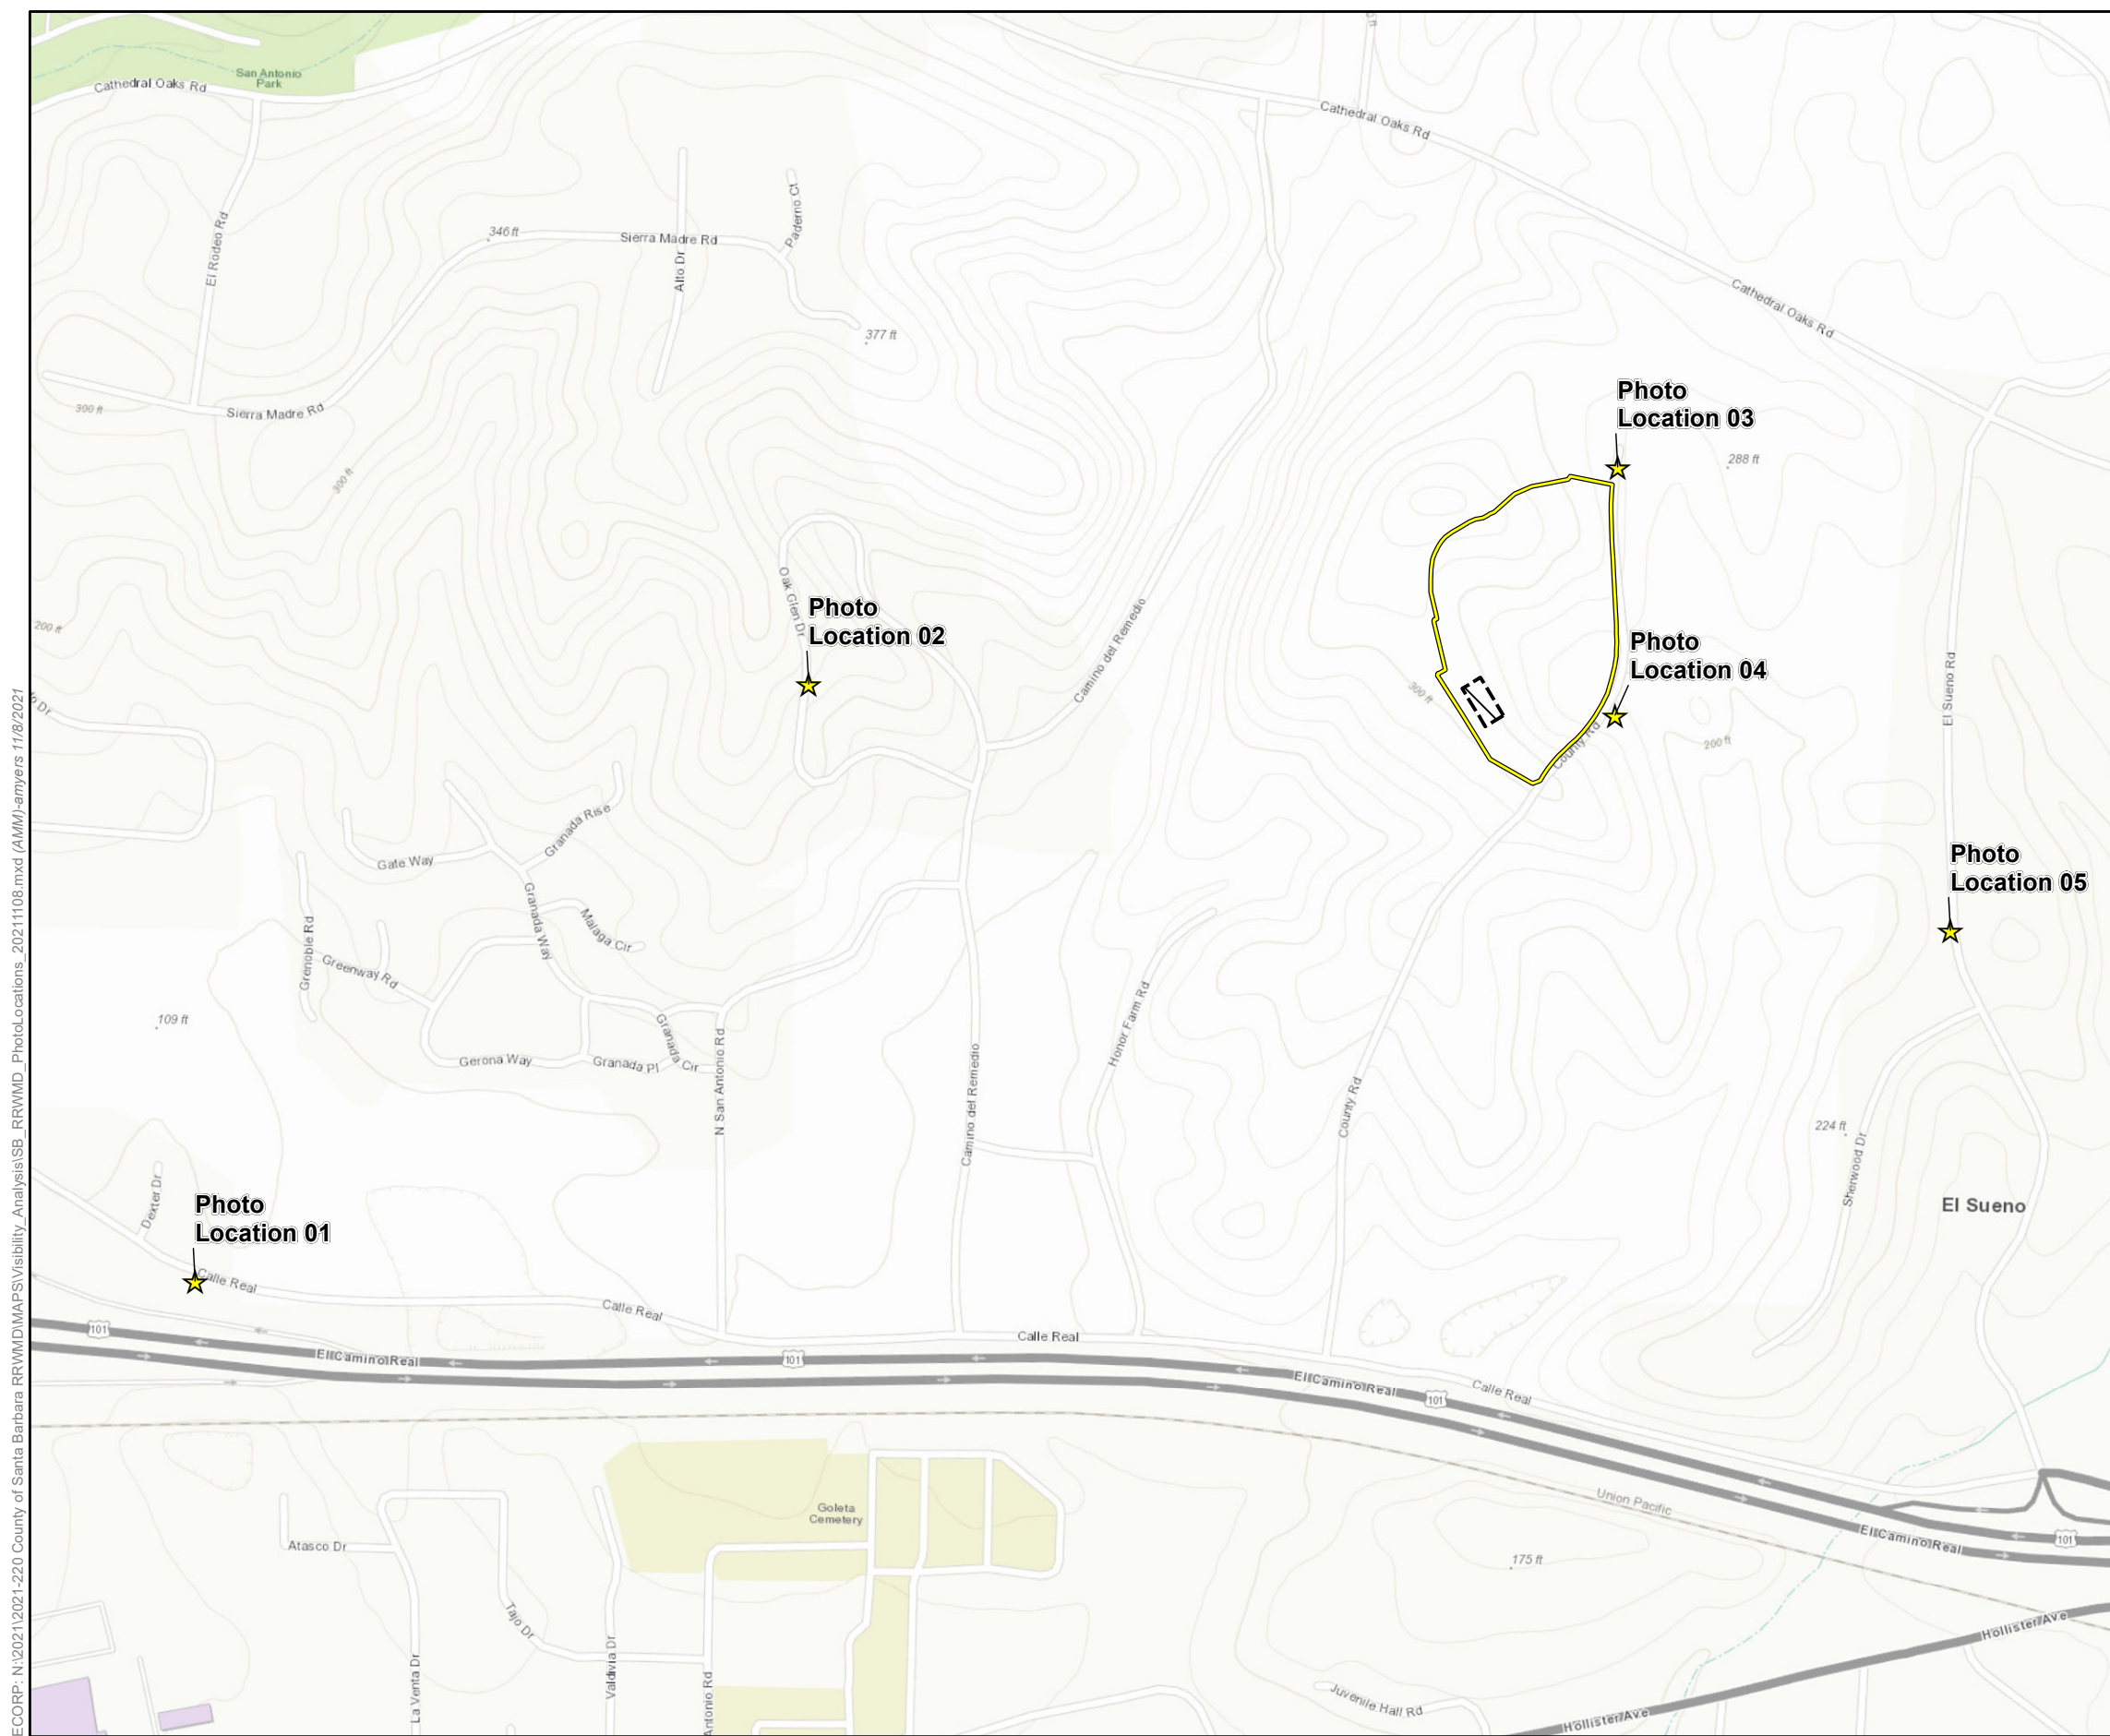 San Antonio
Park
Cathedral Oaks Rd
Cathedral Oaks Rd
El Rodeo Rd
346 ft
Sierra Madre Rd
Alto Dr
Paderno Ct
377 ft
Cathedral Oaks Rd
300 ft
Sierra Madre Rd
300 ft
Photo
Location 03
288 ft
200 ft
Oak Glen Dr
Photo
Location 02
Camino del Remedio
Photo
Location 04
300 ft
County Rd
200 ft
El Sueno Rd
Photo
Location 05
Granada Rise
Gate Way
Granada Way
Malaga Cir
Grenoble Rd
Greenway Rd
109 ft
Gerona Way
Granada Pl
Granada Cir
N San Antonio Rd
Camino del Remedio
Honor Farm Rd
County Rd
224 ft
Sherwood Dr
El Sueno
Dexter Dr
Photo
Location 01
Calle Real
Calle Real
Calle Real
Calle Real
101
El Camino Real
101
El Camino Real
101
El Camino Real
101
Union Pacific
Goleta
Cemetery
175 ft
Atasco Dr
Tajo Dr
La Venta Dr
Valdivia Dr
Antonio Rd
Juvenile Hall Rd
Hollister Ave
Hollister Ave
ECORP: N:\2021\2021-220 County of Santa Barbara RRWMD\MAPS\Visibility_Analysis\SB_RRWMD_PhotoLocations_20211108.mxd (AMM)-amyers 11/8/2021